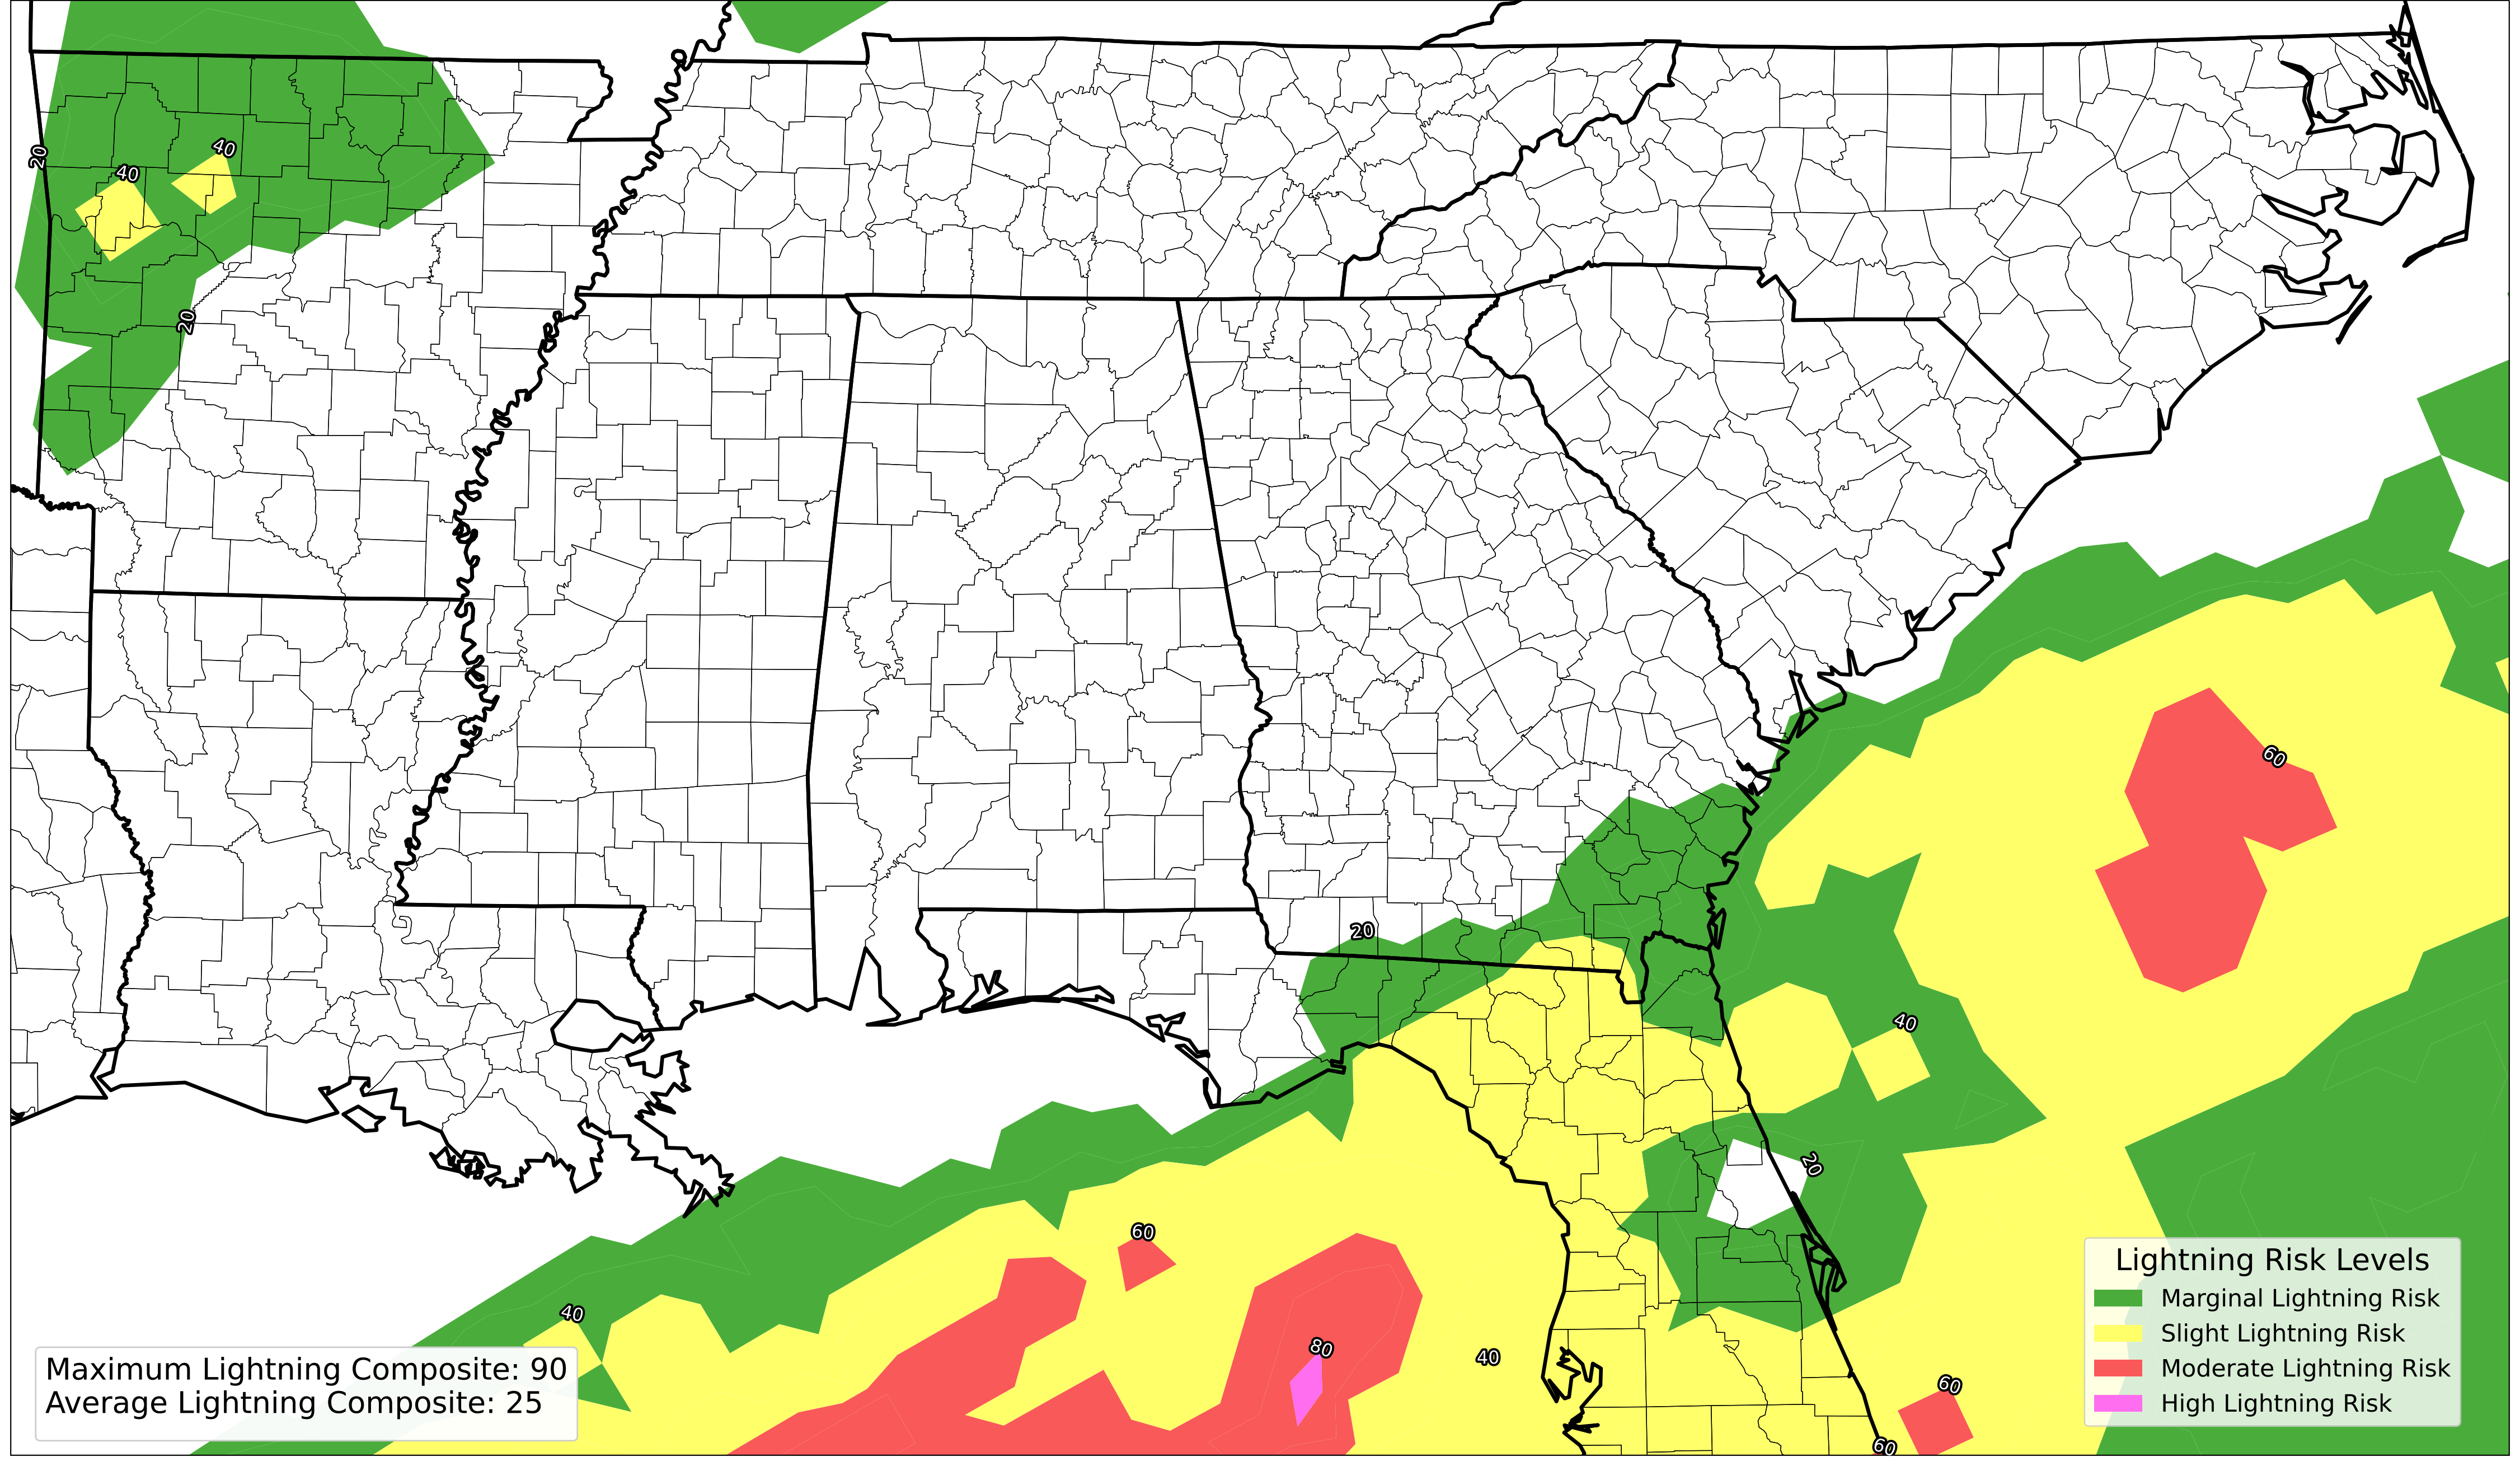 40
20
40
20
60
20
40
20
60
40
80
40
60
60
Maximum Lightning Composite: 90
Average Lightning Composite: 25
Lightning Risk Levels
Marginal Lightning Risk
Slight Lightning Risk
Moderate Lightning Risk
High Lightning Risk